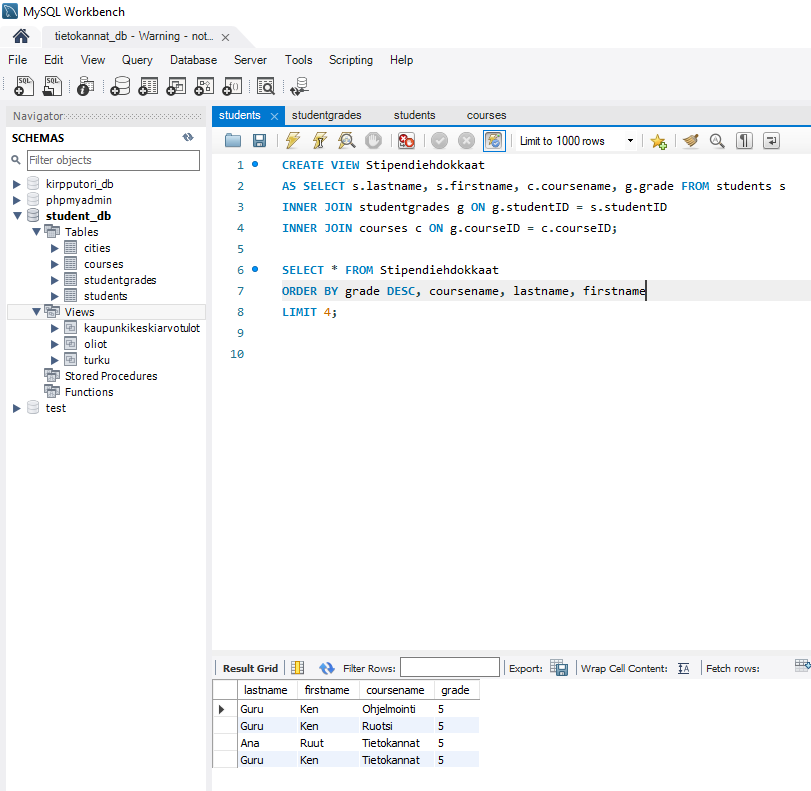 MySQL Workbench
tietokannat_db - Warning - not...
File Edit View Query Database Server Tools Scripting Help
SQL SQL
Navigator
SCHEMAS
Filter objects
kirpputori_db
phpmyadmin
student_db
Tables
cities
courses
studentgrades
students
Views
kaupunkikeskiarvotulot
oliot
turku
Stored Procedures
Functions
test
students studentgrades students courses
Limit to 1000 rows
1 CREATE VIEW Stipendiehdokkaat
2 AS SELECT s.lastname, s.firstname, c.coursename, g.grade FROM students s
3 INNER JOIN studentgrades g ON g.studentID = s.studentID
4 INNER JOIN courses c ON g.courseID = c.courseID;
5
6 SELECT * FROM Stipendiehdokkaat
7 ORDER BY grade DESC, coursename, lastname, firstname
8 LIMIT 4;
9
10
Result Grid Filter Rows: Export: Wrap Cell Content: Fetch rows:
lastname firstname coursename grade
Guru Ken Ohjelmointi 5
Guru Ken Ruotsi 5
Ana Ruut Tietokannat 5
Guru Ken Tietokannat 5